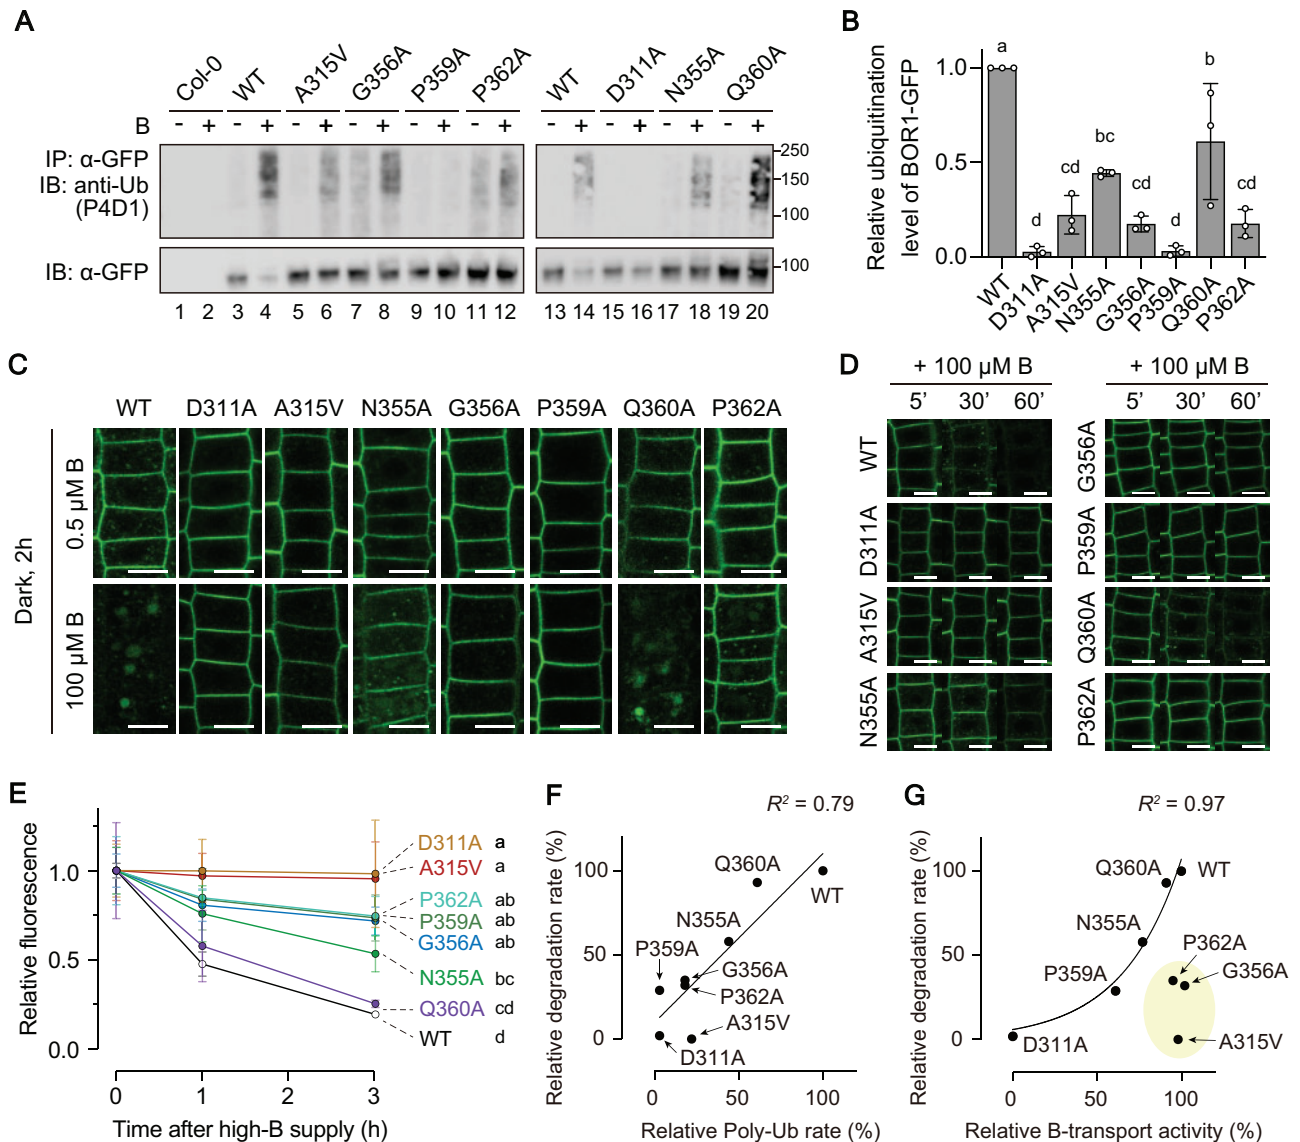 A
Col-0 WT A315V G356A P359A P362A WT D311A N355A Q360A
B - + - + - + - + - + - + - + - + - + - +
IP: α-GFP
IB: anti-Ub
(P4D1)
250
150
100
IB: α-GFP
100
1 2 3 4 5 6 7 8 9 10 11 12 13 14 15 16 17 18 19 20
B
Relative ubiquitination
level of BOR1-GFP
1.0
0.5
0.0
a d cd bc cd d b cd
WT D311A A315V N355A G356A P359A Q360A P362A
C
WT D311A A315V N355A G356A P359A Q360A P362A
Dark, 2h
0.5 µM B
100 µM B
D
+ 100 µM B + 100 µM B
5’ 30’ 60’ 5’ 30’ 60’
WT G356A
D311A P359A
A315V Q360A
N355A P362A
E
Relative fluorescence
1.0
0.5
0.0
D311A a
A315V a
P362A ab
P359A ab
G356A ab
N355A bc
Q360A cd
WT d
0 1 2 3
Time after high-B supply (h)
F
R² = 0.79
Relative degradation rate (%)
100
50
0
Q360A
WT
N355A
P359A
G356A
P362A
A315V
D311A
0 50 100
Relative Poly-Ub rate (%)
G
R² = 0.97
Relative degradation rate (%)
100
50
0
Q360A
WT
N355A
P362A
G356A
P359A
D311A
A315V
0 50 100
Relative B-transport activity (%)